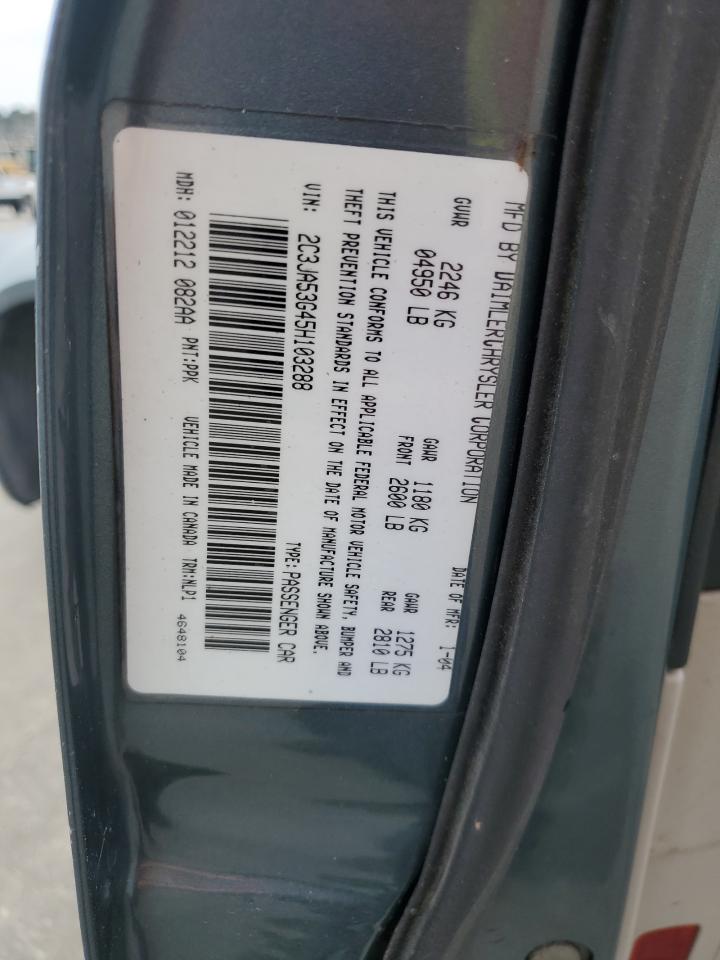 MFD BY DAIMLERCHRYSLER CORPORATION
DATE OF MFR: 1-04
GVWR 2246 KG
04950 LB
GAWR 1180 KG
FRONT 2600 LB
GAWR 1275 KG
REAR 2810 LB
THIS VEHICLE CONFORMS TO ALL APPLICABLE FEDERAL MOTOR VEHICLE SAFETY, BUMPER AND
THEFT PREVENTION STANDARDS IN EFFECT ON THE DATE OF MANUFACTURE SHOWN ABOVE.
VIN: 2C3JA53G45H103288
TYPE: PASSENGER CAR
MDH: 012212 082AA PNT:PPK VEHICLE MADE IN CANADA TRM:NLP1
4648104